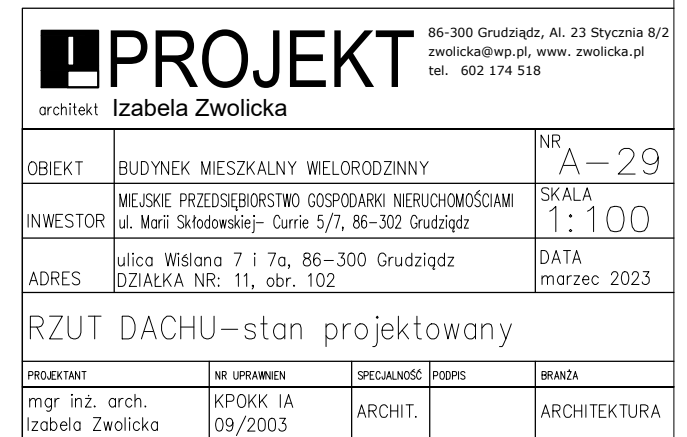 PROJEKT
architekt Izabela Zwolicka
86-300 Grudziądz, Al. 23 Stycznia 8/2
zwolicka@wp.pl, www. zwolicka.pl
tel. 602 174 518
OBIEKT
BUDYNEK MIESZKALNY WIELORODZINNY
NR
A-29
INWESTOR
MIEJSKIE PRZEDSIĘBIORSTWO GOSPODARKI NIERUCHOMOŚCIAMI
ul. Marii Skłodowskiej- Currie 5/7, 86-302 Grudziądz
SKALA
1:100
ADRES
ulica Wiślana 7 i 7a, 86-300 Grudziądz
DZIAŁKA NR: 11, obr. 102
DATA
marzec 2023
RZUT DACHU-stan projektowany
PROJEKTANT
NR UPRAWNIEN
SPECJALNOŚĆ
PODPIS
BRANŻA
mgr inż. arch.
Izabela Zwolicka
KPOKK IA
09/2003
ARCHIT.
ARCHITEKTURA